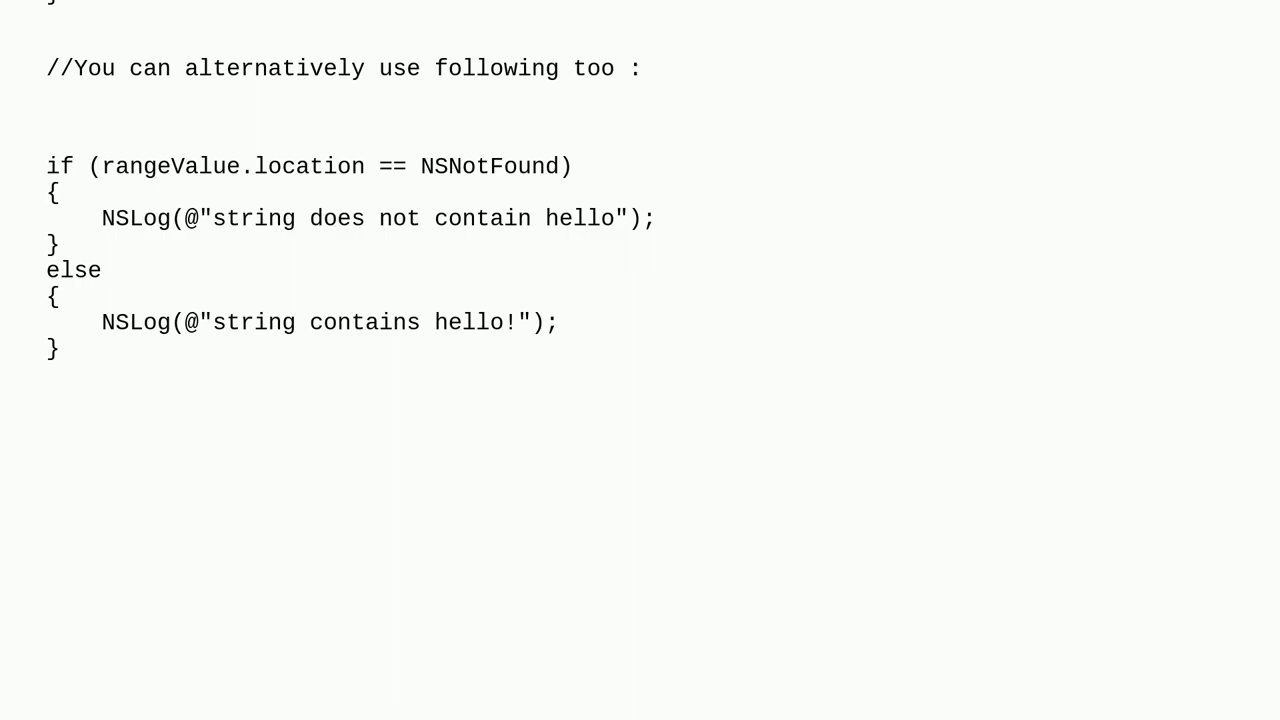 }
//You can alternatively use following too :
if (rangeValue.location == NSNotFound)
{
    NSLog(@"string does not contain hello");
}
else
{
    NSLog(@"string contains hello!");
}